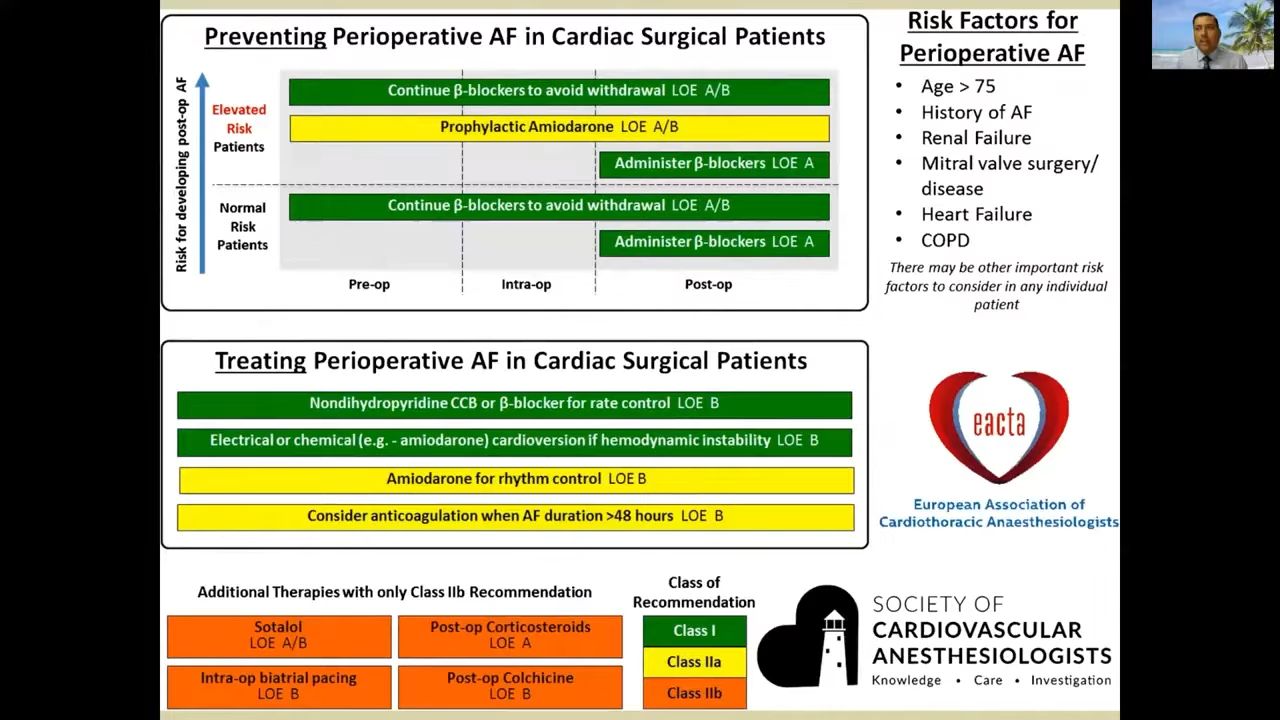 Preventing Perioperative AF in Cardiac Surgical Patients
Risk for developing post-op AF
Elevated
Risk
Patients
Continue β-blockers to avoid withdrawal LOE A/B
Prophylactic Amiodarone LOE A/B
Administer β-blockers LOE A
Normal
Risk
Patients
Continue β-blockers to avoid withdrawal LOE A/B
Administer β-blockers LOE A
Pre-op
Intra-op
Post-op
Risk Factors for
Perioperative AF
• Age > 75
• History of AF
• Renal Failure
• Mitral valve surgery/
disease
• Heart Failure
• COPD
There may be other important risk
factors to consider in any individual
patient
Treating Perioperative AF in Cardiac Surgical Patients
Nondihydropyridine CCB or β-blocker for rate control LOE B
Electrical or chemical (e.g. - amiodarone) cardioversion if hemodynamic instability LOE B
Amiodarone for rhythm control LOE B
Consider anticoagulation when AF duration >48 hours LOE B
eacta
European Association of
Cardiothoracic Anaesthesiologists
Additional Therapies with only Class IIb Recommendation
Sotalol
LOE A/B
Post-op Corticosteroids
LOE A
Intra-op biatrial pacing
LOE B
Post-op Colchicine
LOE B
Class of
Recommendation
Class I
Class IIa
Class IIb
SOCIETY OF
CARDIOVASCULAR
ANESTHESIOLOGISTS
Knowledge • Care • Investigation